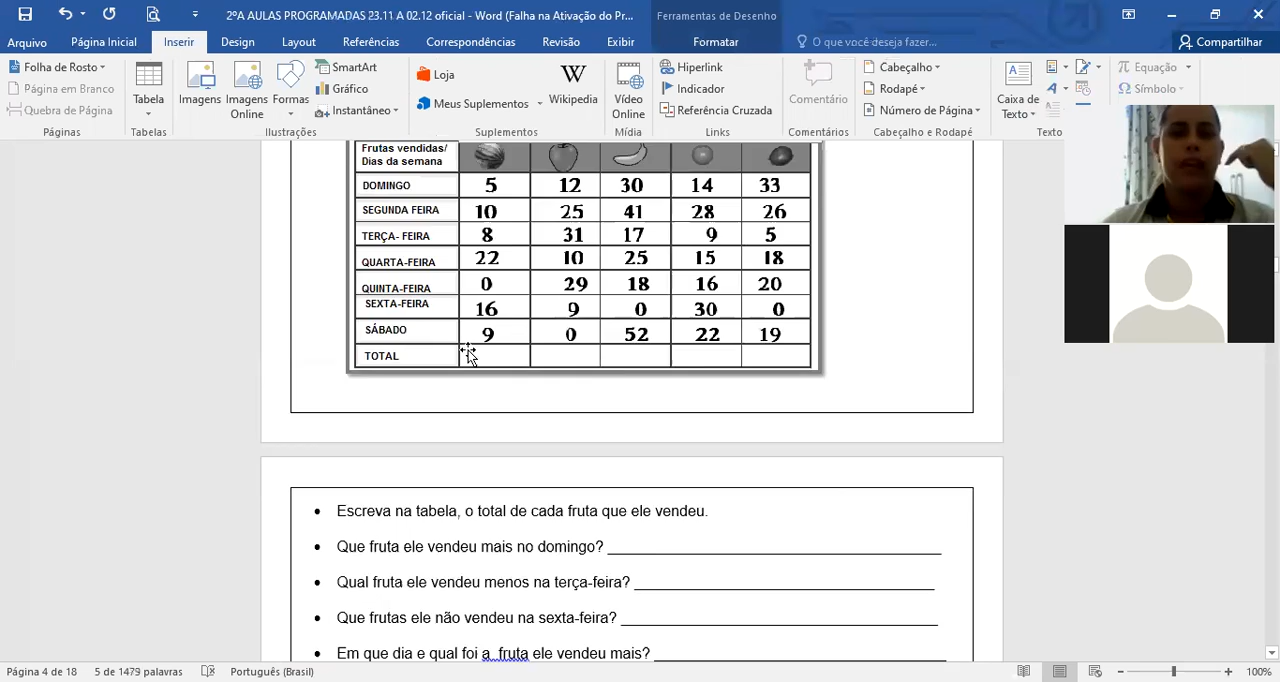 2ºA AULAS PROGRAMADAS 23.11 A 02.12 oficial - Word (Falha na Ativação do Pr...
Ferramentas de Desenho
Arquivo Página Inicial Inserir Design Layout Referências Correspondências Revisão Exibir Formatar O que você deseja fazer... Compartilhar
Folha de Rosto
Página em Branco
Quebra de Página
Páginas
Tabela
Tabelas
Imagens
Imagens Online
Formas
SmartArt
Gráfico
Instantâneo
Ilustrações
Loja
Meus Suplementos
Wikipedia
Suplementos
Vídeo Online
Mídia
Hiperlink
Indicador
Referência Cruzada
Links
Comentário
Comentários
Cabeçalho
Rodapé
Número de Página
Cabeçalho e Rodapé
Caixa de Texto
Texto
Equação
Símbolo
Frutas vendidas/
Dias da semana
DOMINGO 5 12 30 14 33
SEGUNDA FEIRA 10 25 41 28 26
TERÇA- FEIRA 8 31 17 9 5
QUARTA-FEIRA 22 10 25 15 18
QUINTA-FEIRA 0 29 18 16 20
SEXTA-FEIRA 16 9 0 30 0
SÁBADO 9 0 52 22 19
TOTAL
• Escreva na tabela, o total de cada fruta que ele vendeu.
• Que fruta ele vendeu mais no domingo?
• Qual fruta ele vendeu menos na terça-feira?
• Que frutas ele não vendeu na sexta-feira?
• Em que dia e qual foi a fruta ele vendeu mais?
Página 4 de 18 5 de 1479 palavras Português (Brasil) 100%